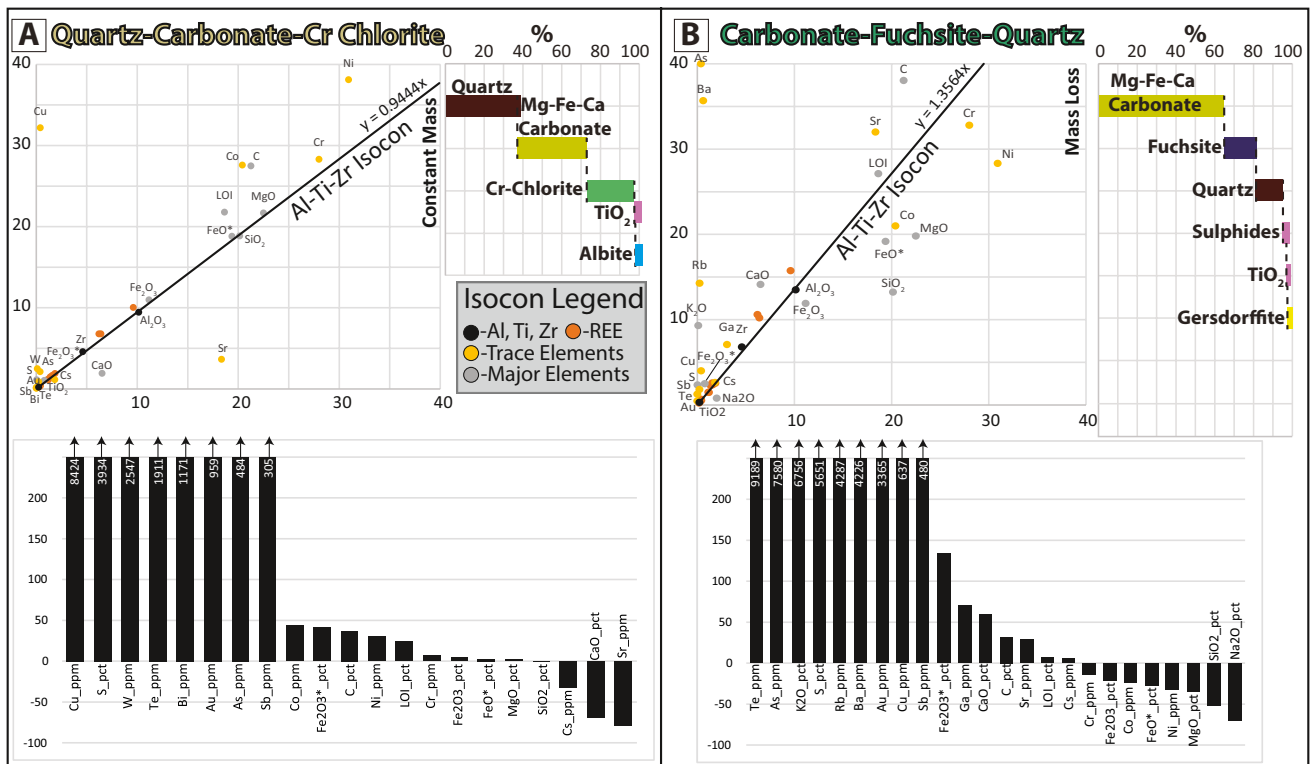 A Quartz-Carbonate-Cr Chlorite
%
0 20 40 60 80 100
Quartz
Mg-Fe-Ca
Carbonate
Cr-Chlorite
TiO2
Albite
Constant Mass
y = 0.9444x
Al-Ti-Zr Isocon
40
30
20
10
0
10 20 30 40
Ni
Cu
Cr
Co
C
LOI
MgO
FeO*
SiO2
Fe2O3
Al2O3
Zr
Fe2O3*
W
As
S
Au
Sb
Bi
Te
TiO2
Cs
CaO
Sr
Isocon Legend
-Al, Ti, Zr -REE
-Trace Elements
-Major Elements
8424 3934 2547 1911 1171 959 484 305
200
150
100
50
0
-50
-100
Cu_ppm
S_pct
W_ppm
Te_ppm
Bi_ppm
Au_ppm
As_ppm
Sb_ppm
Co_ppm
Fe2O3*_pct
C_pct
Ni_ppm
LOI_pct
Cr_ppm
Fe2O3_pct
FeO*_pct
MgO_pct
SiO2_pct
Cs_ppm
CaO_pct
Sr_ppm
B Carbonate-Fuchsite-Quartz
%
0 20 40 60 80 100
Mg-Fe-Ca
Carbonate
Fuchsite
Quartz
Sulphides
TiO2
Gersdorffite
Mass Loss
y = 1.3564x
Al-Ti-Zr Isocon
40
30
20
10
0
10 20 30 40
As
Ba
C
Sr
Cr
LOI
Ni
Co
MgO
FeO*
Rb
CaO
SiO2
Al2O3
Fe2O3
K2O
Ga
Zr
Cu
Fe2O3*
S
Sb
Te
Au
TiO2
Cs
Na2O
9189 7580 6756 5651 4287 4226 3365 637 480
200
150
100
50
0
-50
-100
Te_ppm
As_ppm
K2O_pct
S_pct
Rb_ppm
Ba_ppm
Au_ppm
Cu_ppm
Sb_ppm
Fe2O3*_pct
Ga_ppm
CaO_pct
C_pct
Sr_ppm
LOI_pct
Cs_ppm
Cr_ppm
Fe2O3_pct
Co_ppm
FeO*_pct
Ni_ppm
MgO_pct
SiO2_pct
Na2O_pct